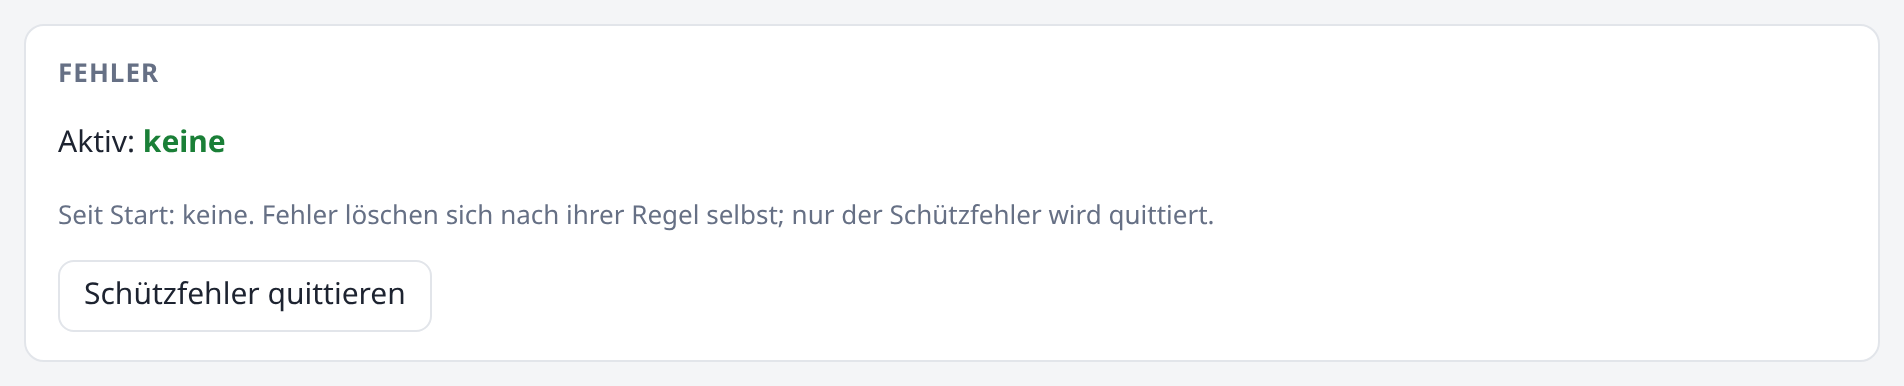 FEHLER
Aktiv: keine
Seit Start: keine. Fehler löschen sich nach ihrer Regel selbst; nur der Schützfehler wird quittiert.
Schützfehler quittieren